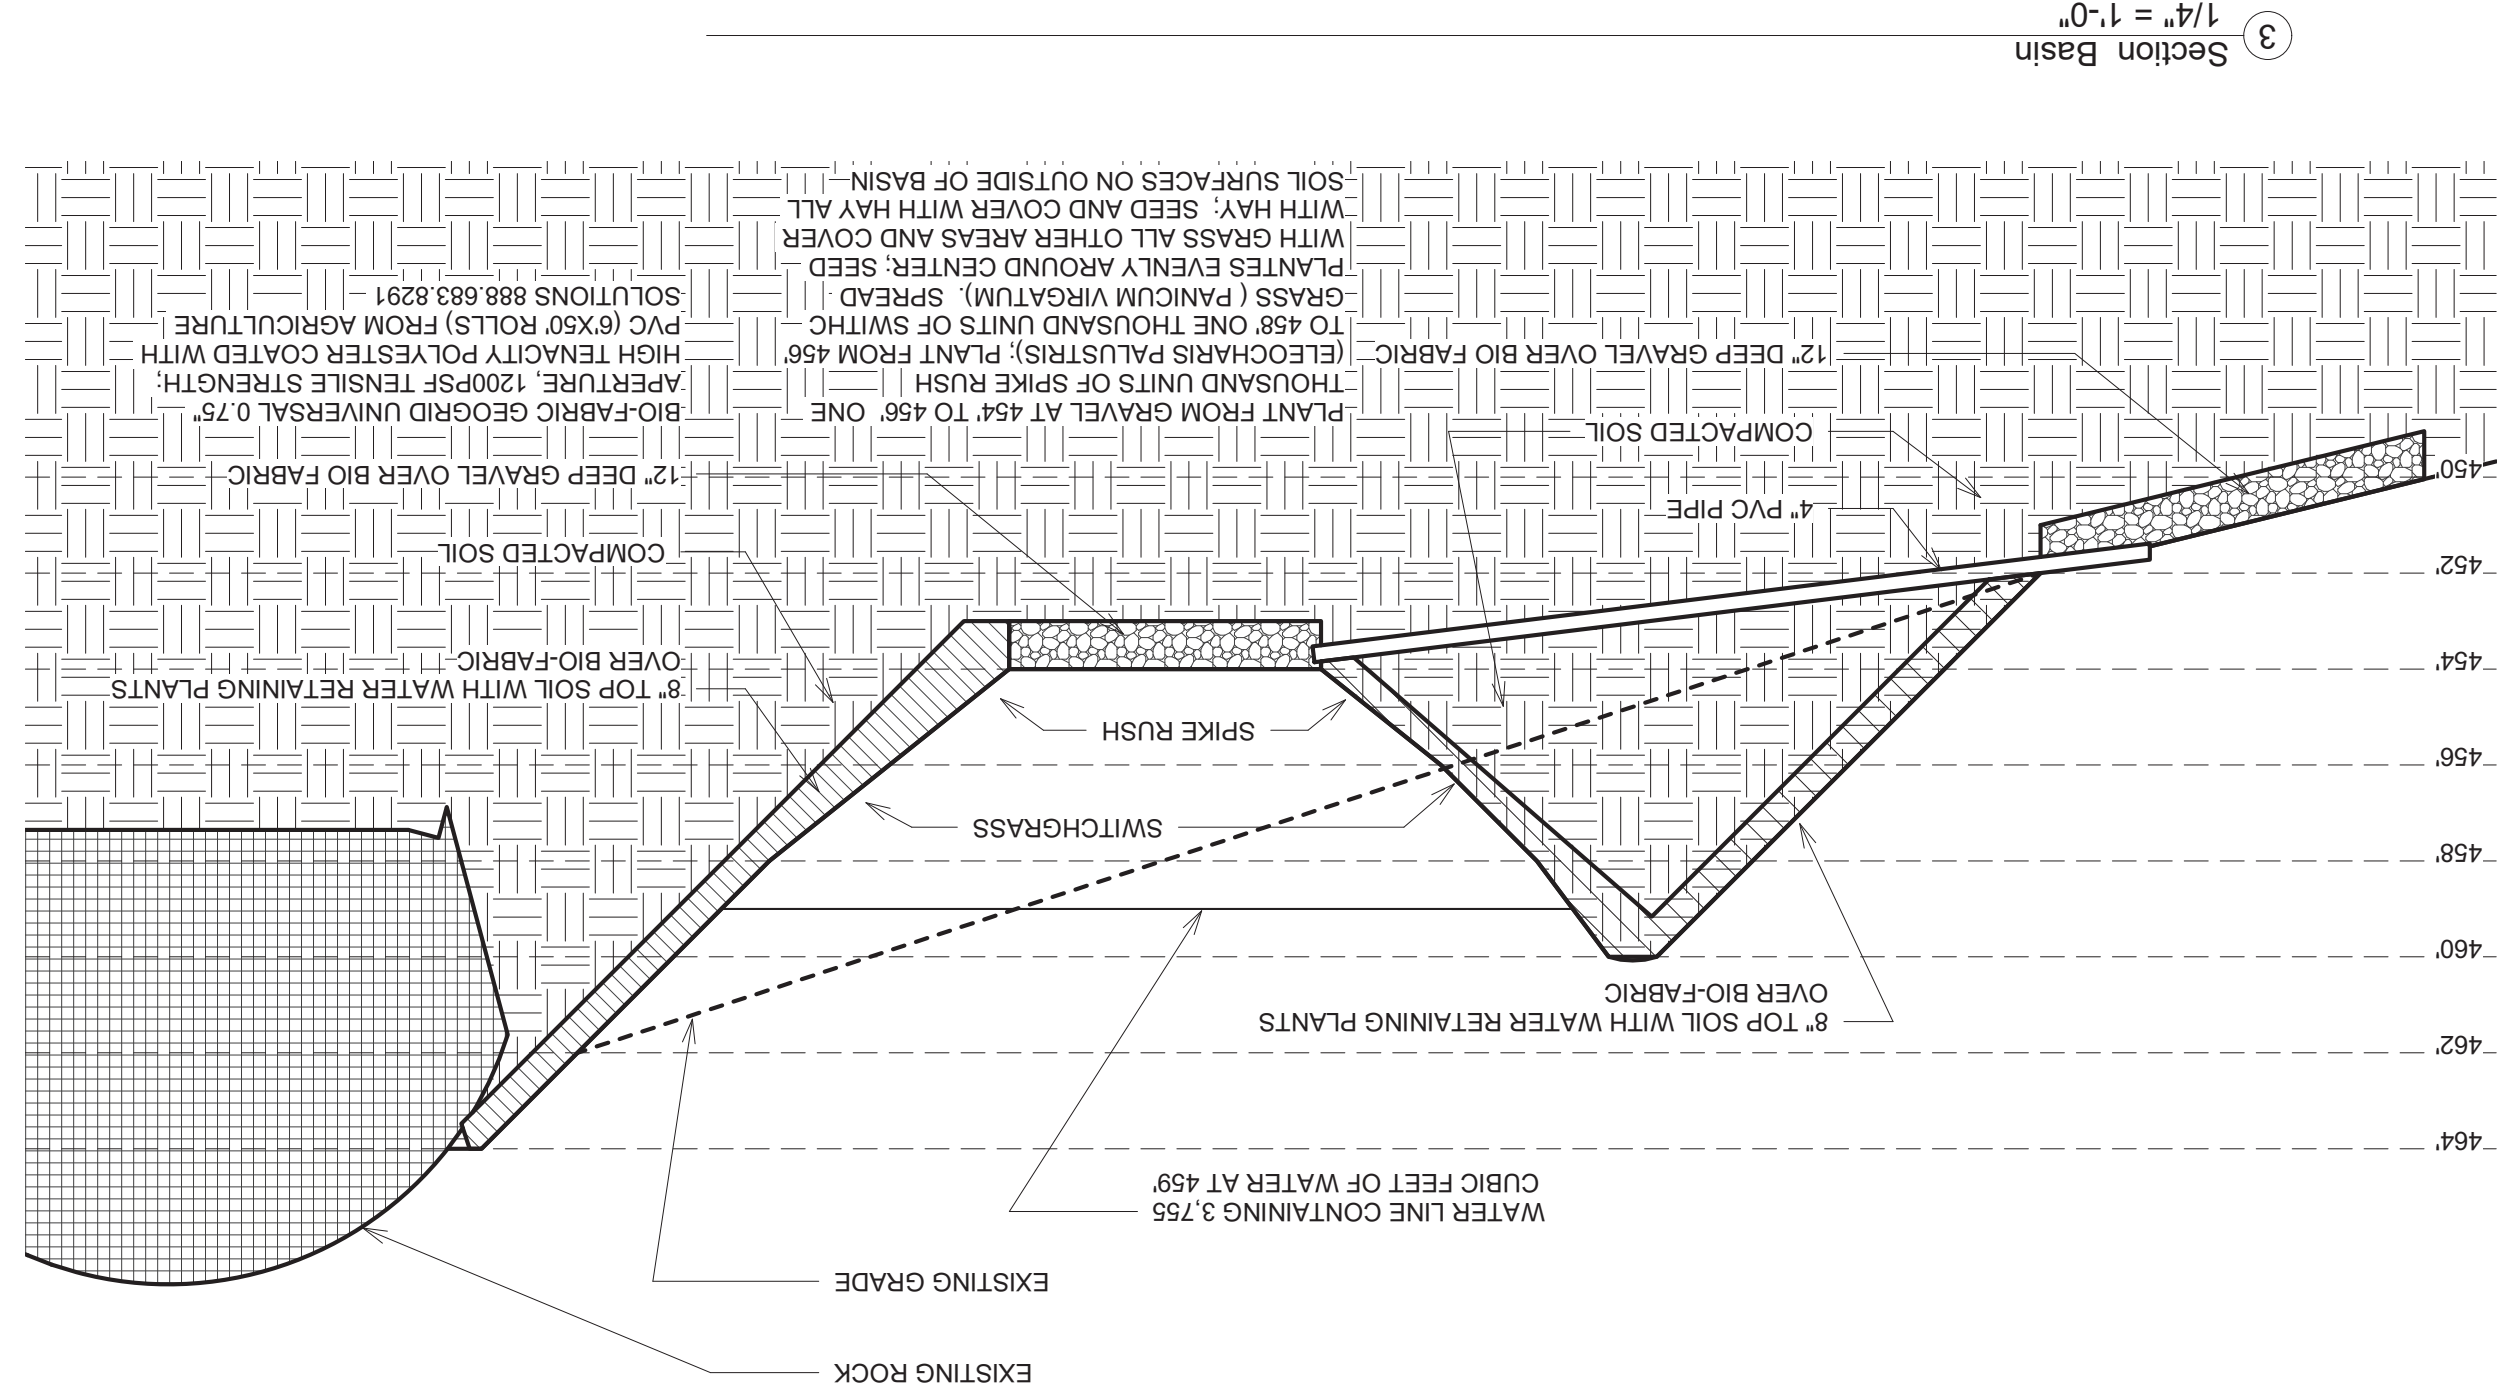 EXISTING ROCK
EXISTING GRADE
WATER LINE CONTAINING 3,755
CUBIC FEET OF WATER AT 459'
464'
462'
8" TOP SOIL WITH WATER RETAINING PLANTS
OVER BIO-FABRIC
460'
458'
SWITCHGRASS
456'
SPIKE RUSH
8" TOP SOIL WITH WATER RETAINING PLANTS
OVER BIO-FABRIC
454'
452'
COMPACTED SOIL
4" PVC PIPE
450'
12" DEEP GRAVEL OVER BIO FABRIC
COMPACTED SOIL
12" DEEP GRAVEL OVER BIO FABRIC
PLANT FROM GRAVEL AT 454' TO 456' ONE
THOUSAND UNITS OF SPIKE RUSH
(ELEOCHARIS PALUSTRIS); PLANT FROM 456'
TO 458' ONE THOUSAND UNITS OF SWITHC
GRASS ( PANICUM VIRGATUM). SPREAD
PLANTES EVENLY AROUND CENTER; SEED
WITH GRASS ALL OTHER AREAS AND COVER
WITH HAY; SEED AND COVER WITH HAY ALL
SOIL SURFACES ON OUTSIDE OF BASIN
BIO-FABRIC GEOGRID UNIVERSAL 0.75"
APERTURE, 1200PSF TENSILE STRENGTH;
HIGH TENACITY POLYESTER COATED WITH
PVC (6'X50' ROLLS) FROM AGRICULTURE
SOLUTIONS 888.683.8291
3
Section Basin
1/4" = 1'-0"